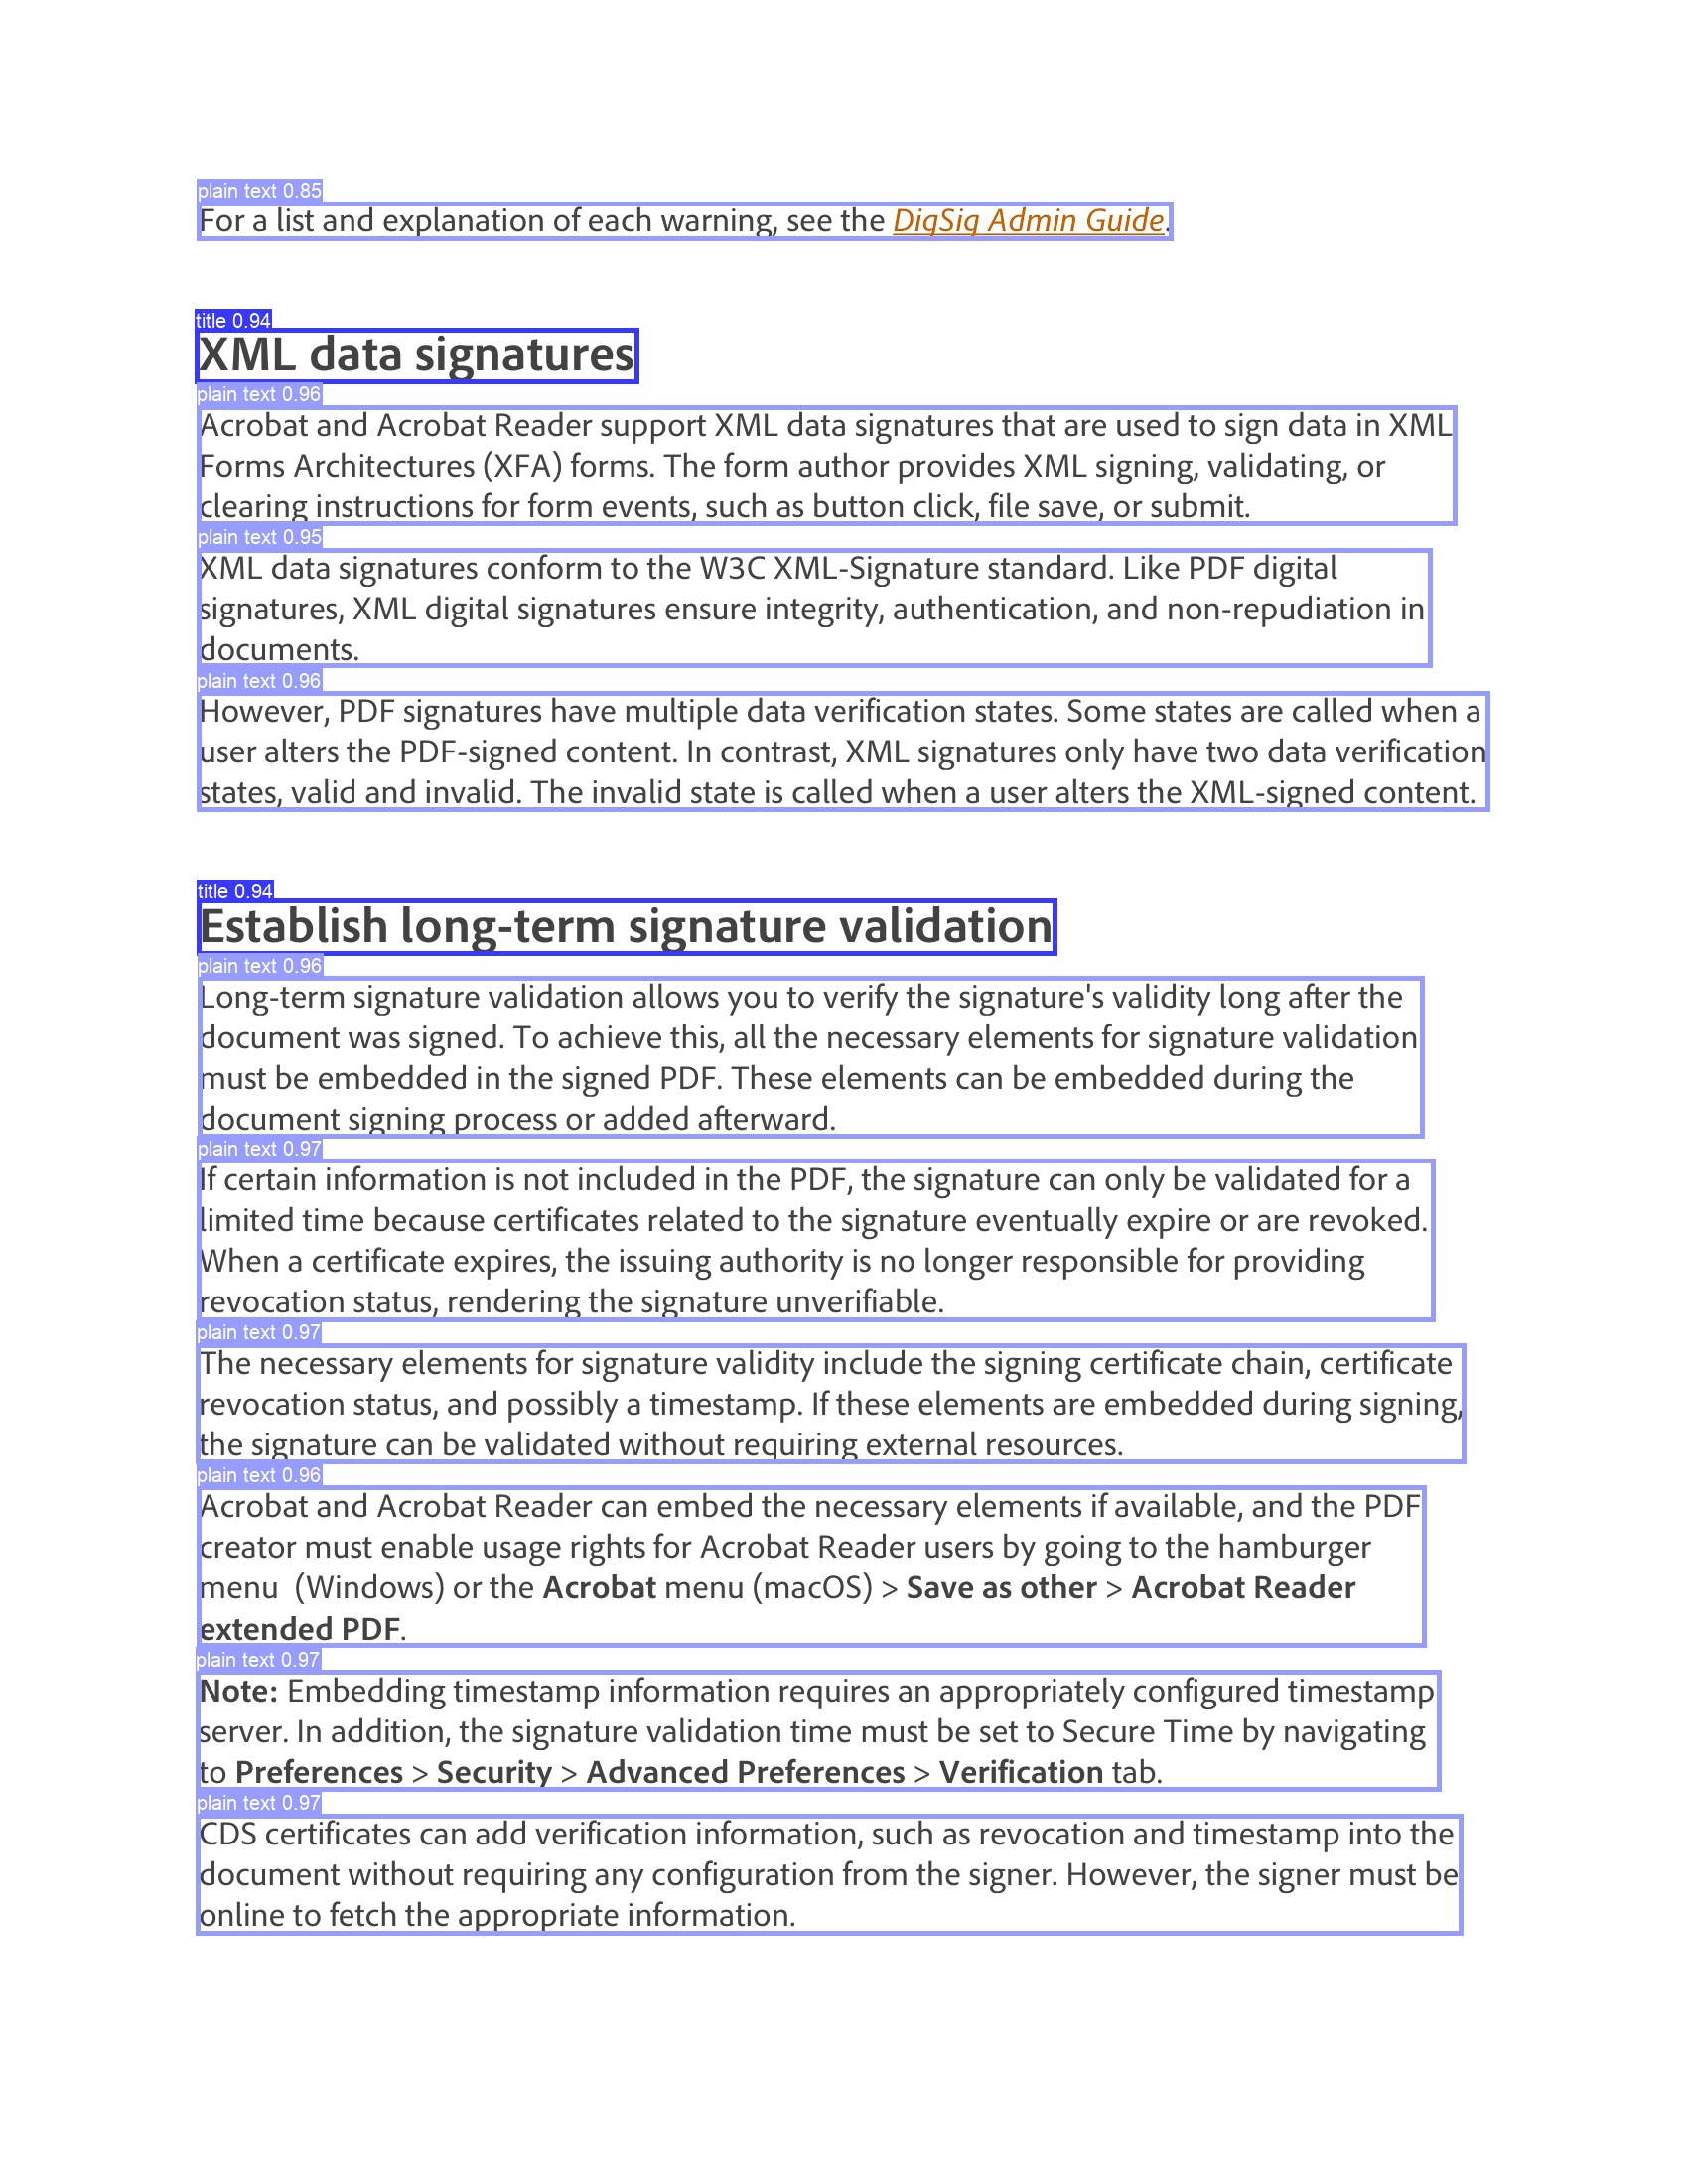 plain text 0.85
For a list and explanation of each warning, see the DigSig Admin Guide.
title 0.94
XML data signatures
plain text 0.96
Acrobat and Acrobat Reader support XML data signatures that are used to sign data in XML
Forms Architectures (XFA) forms. The form author provides XML signing, validating, or
clearing instructions for form events, such as button click, file save, or submit.
plain text 0.95
XML data signatures conform to the W3C XML-Signature standard. Like PDF digital
signatures, XML digital signatures ensure integrity, authentication, and non-repudiation in
documents.
plain text 0.96
However, PDF signatures have multiple data verification states. Some states are called when a
user alters the PDF-signed content. In contrast, XML signatures only have two data verification
states, valid and invalid. The invalid state is called when a user alters the XML-signed content.
title 0.94
Establish long-term signature validation
plain text 0.96
Long-term signature validation allows you to verify the signature's validity long after the
document was signed. To achieve this, all the necessary elements for signature validation
must be embedded in the signed PDF. These elements can be embedded during the
document signing process or added afterward.
plain text 0.97
If certain information is not included in the PDF, the signature can only be validated for a
limited time because certificates related to the signature eventually expire or are revoked.
When a certificate expires, the issuing authority is no longer responsible for providing
revocation status, rendering the signature unverifiable.
plain text 0.97
The necessary elements for signature validity include the signing certificate chain, certificate
revocation status, and possibly a timestamp. If these elements are embedded during signing,
the signature can be validated without requiring external resources.
plain text 0.96
Acrobat and Acrobat Reader can embed the necessary elements if available, and the PDF
creator must enable usage rights for Acrobat Reader users by going to the hamburger
menu  (Windows) or the Acrobat menu (macOS) > Save as other > Acrobat Reader
extended PDF.
plain text 0.97
Note: Embedding timestamp information requires an appropriately configured timestamp
server. In addition, the signature validation time must be set to Secure Time by navigating
to Preferences > Security > Advanced Preferences > Verification tab.
plain text 0.97
CDS certificates can add verification information, such as revocation and timestamp into the
document without requiring any configuration from the signer. However, the signer must be
online to fetch the appropriate information.